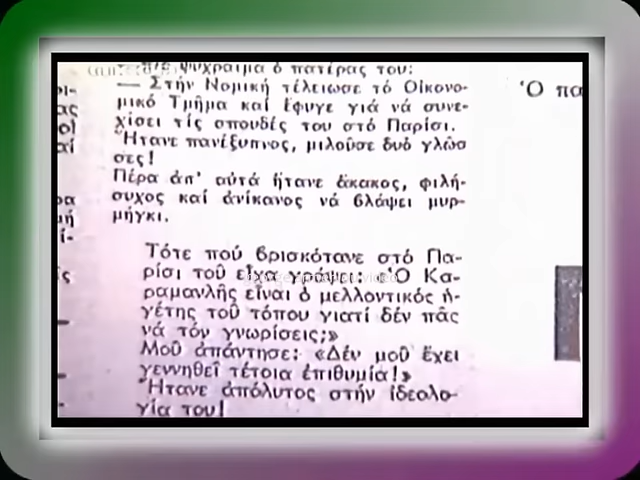 ψύχραιμα ὁ πατέρας του:
— Στήν Νομική τέλειωσε τό Οἰκονο-
μικό Τμῆμα καί ἔφυγε γιά νά συνε-
χίσει τίς σπουδές του στό Παρίσι.
Ἤτανε πανέξυπνος, μιλοῦσε δυό γλῶσ
σες!
Πέρα ἀπ' αὐτά ἤτανε ἄκακος, φιλή-
συχος καί ἀνίκανος νά βλάψει μυρ-
μήγκι.
Τότε πού βρισκότανε στό Πα-
ρίσι τοῦ εἶχα γράψει: «Ὁ Κα-
ραμανλῆς εἶναι ὁ μελλοντικός ἡ-
γέτης τοῦ τόπου γιατί δέν πᾶς
νά τόν γνωρίσεις;»
Μοῦ ἀπάντησε: «Δέν μοῦ ἔχει
γεννηθεῖ τέτοια ἐπιθυμία!»
Ἤτανε ἀπόλυτος στήν ἰδεολο-
γία του!
Ὁ πα